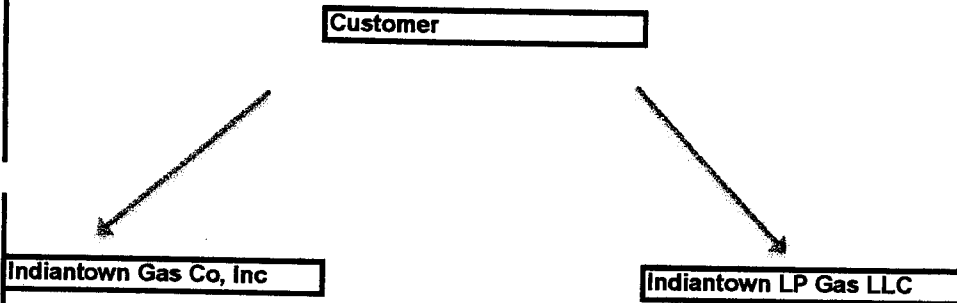 Customer
Indiantown Gas Co, Inc
Indiantown LP Gas LLC